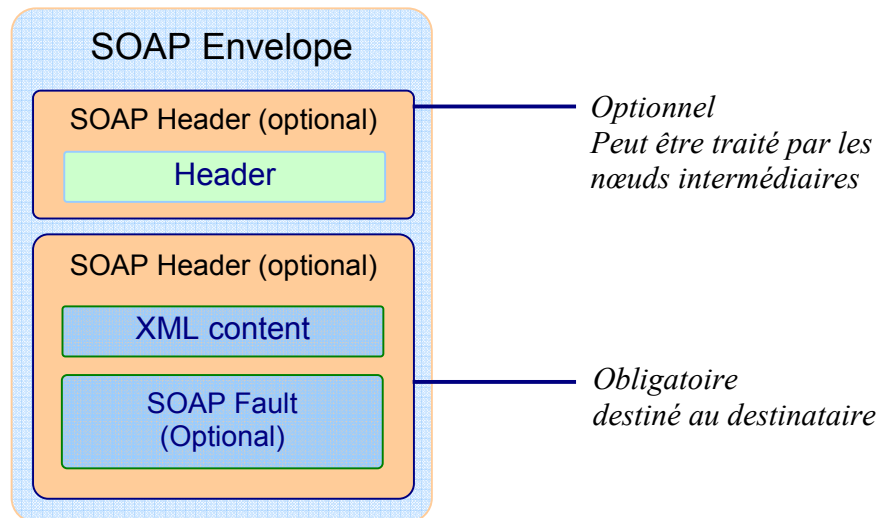 SOAP Envelope
SOAP Header (optional)
Header
Optionnel
Peut être traité par les
nœuds intermédiaires
SOAP Header (optional)
XML content
SOAP Fault
(Optional)
Obligatoire
destiné au destinataire